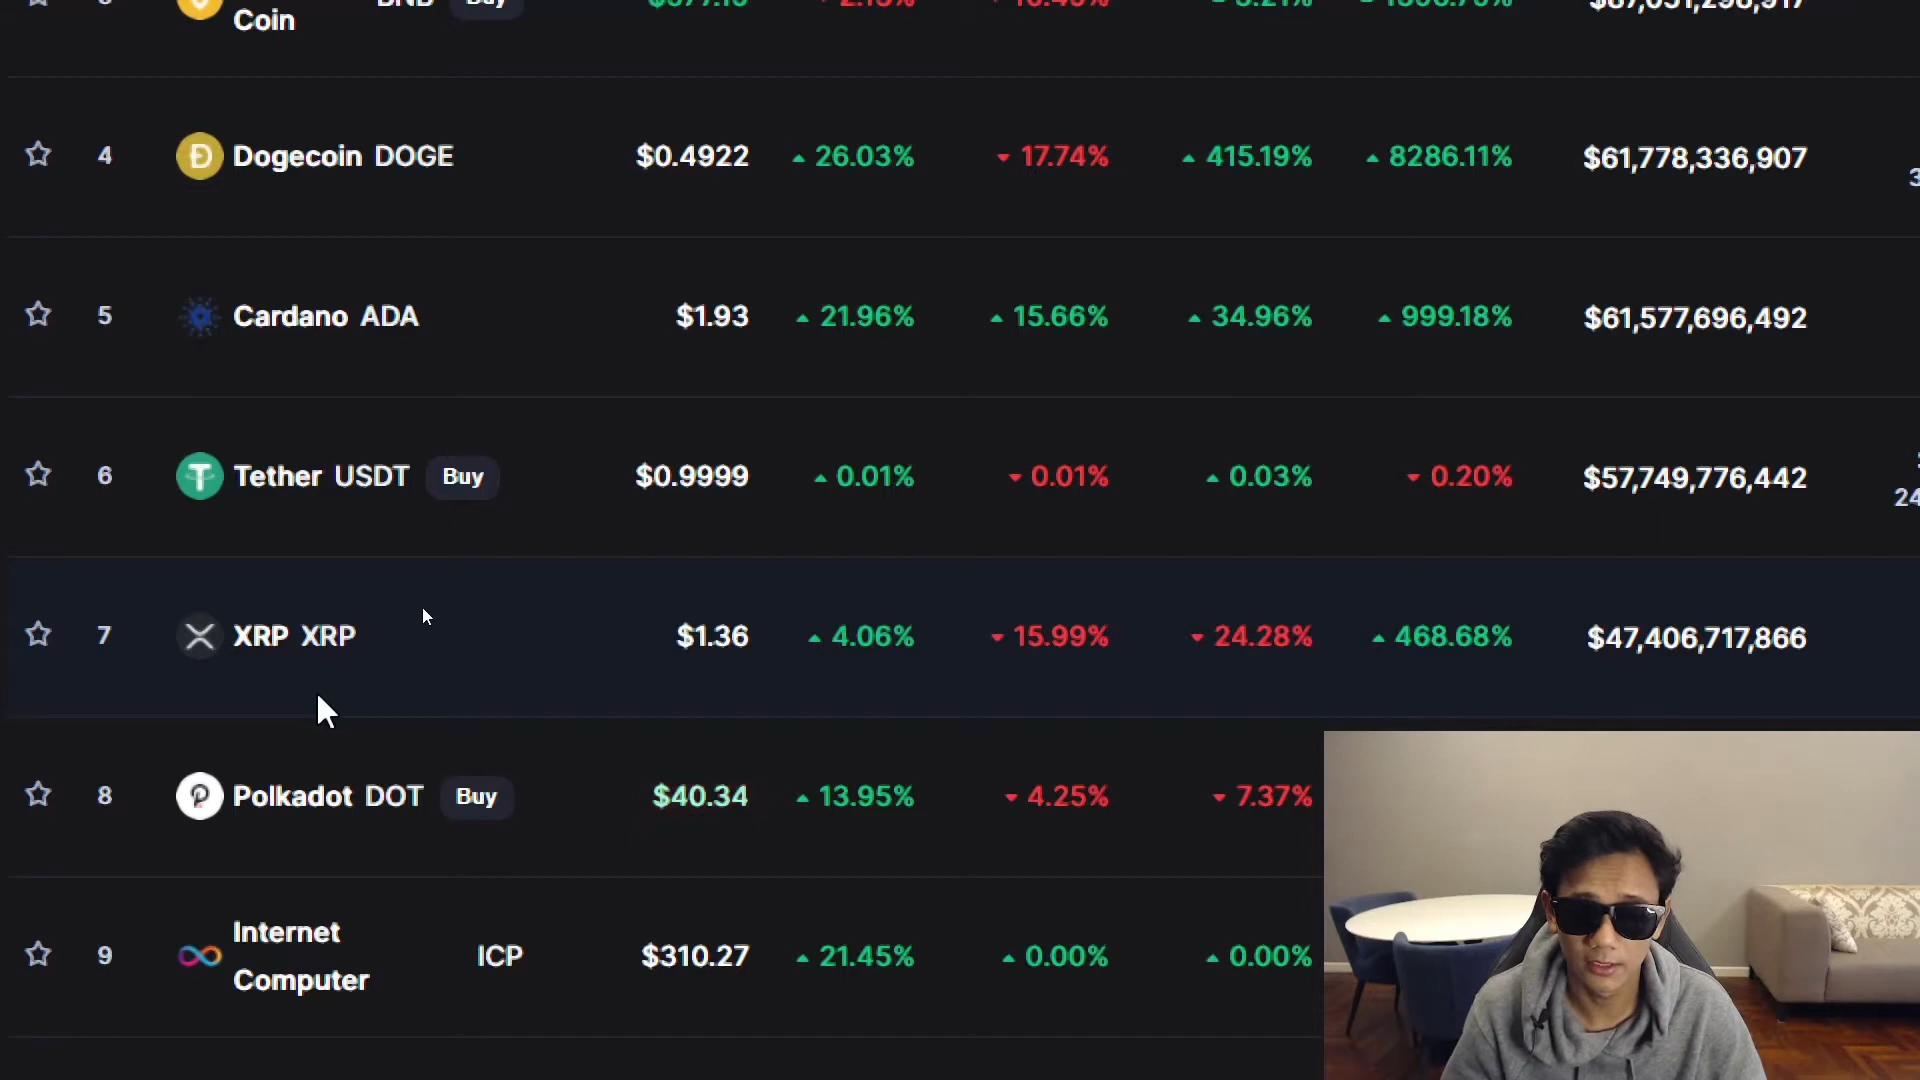 Coin
4 Dogecoin DOGE $0.4922 26.03% 17.74% 415.19% 8286.11% $61,778,336,907
5 Cardano ADA $1.93 21.96% 15.66% 34.96% 999.18% $61,577,696,492
6 Tether USDT Buy $0.9999 0.01% 0.01% 0.03% 0.20% $57,749,776,442
24
7 XRP XRP $1.36 4.06% 15.99% 24.28% 468.68% $47,406,717,866
8 Polkadot DOT Buy $40.34 13.95% 4.25% 7.37%
9 Internet Computer ICP $310.27 21.45% 0.00% 0.00%